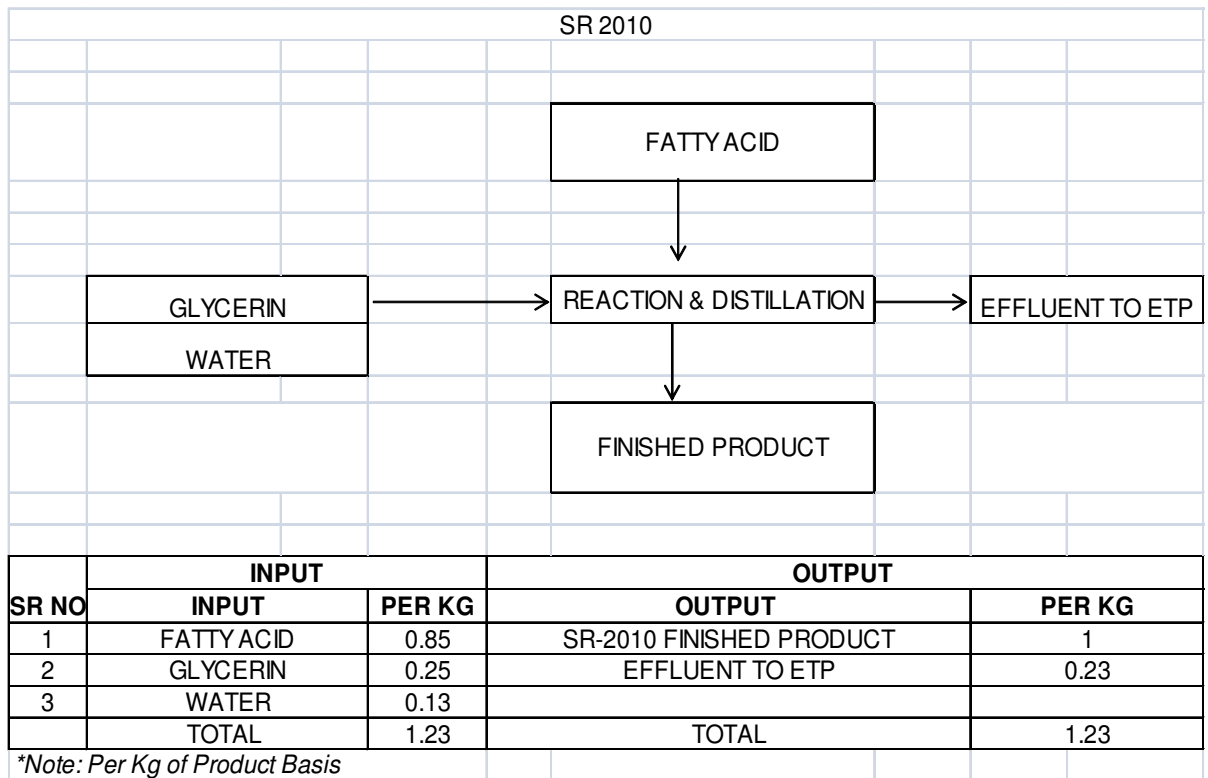 SR 2010
FATTY ACID
GLYCERIN
REACTION & DISTILLATION
EFFLUENT TO ETP
WATER
FINISHED PRODUCT
INPUT OUTPUT
SR NO INPUT PER KG OUTPUT PER KG
1 FATTY ACID 0.85 SR-2010 FINISHED PRODUCT 1
2 GLYCERIN 0.25 EFFLUENT TO ETP 0.23
3 WATER 0.13
TOTAL 1.23 TOTAL 1.23
*Note: Per Kg of Product Basis